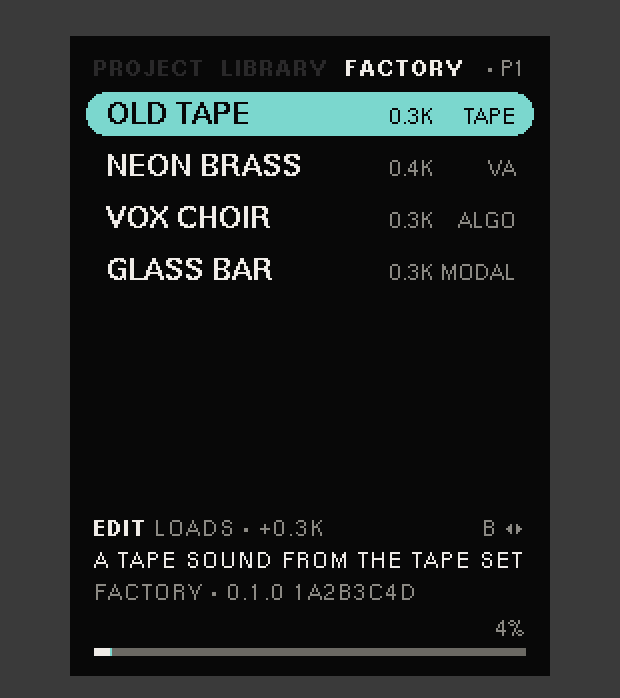 PROJECT LIBRARY FACTORY · P1
OLD TAPE 0.3K TAPE
NEON BRASS 0.4K VA
VOX CHOIR 0.3K ALGO
GLASS BAR 0.3K MODAL
EDIT LOADS · +0.3K B
A TAPE SOUND FROM THE TAPE SET
FACTORY · 0.1.0 1A2B3C4D
4%